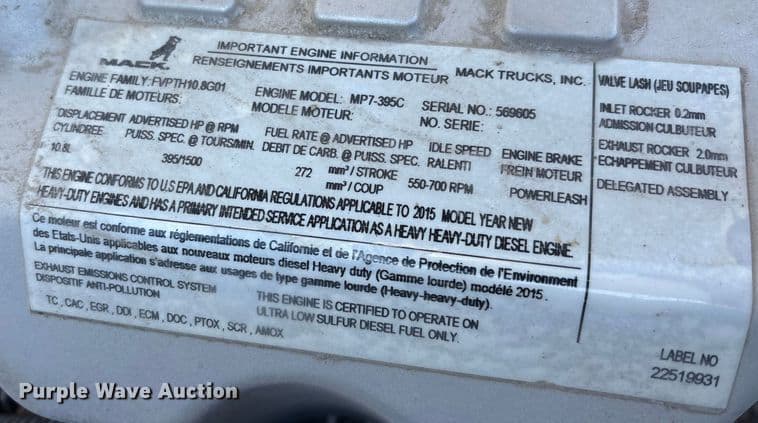 MACK
IMPORTANT ENGINE INFORMATION
RENSEIGNEMENTS IMPORTANTS MOTEUR MACK TRUCKS, INC.
ENGINE FAMILY:FVPTH10.8G01 ENGINE MODEL: MP7-395C SERIAL NO.: 569605
FAMILLE DE MOTEURS: MODELE MOTEUR: NO. SERIE:
DISPLACEMENT ADVERTISED HP @ RPM FUEL RATE @ ADVERTISED HP IDLE SPEED ENGINE BRAKE
CYLINDREE PUISS. SPEC. @ TOURS/MIN. DEBIT DE CARB. @ PUISS. SPEC. RALENTI FREIN MOTEUR
10.8L 395/1500 272 mm³ / STROKE 550-700 RPM POWERLEASH
mm³ / COUP
THIS ENGINE CONFORMS TO U.S EPA AND CALIFORNIA REGULATIONS APPLICABLE TO 2015 MODEL YEAR NEW
HEAVY-DUTY ENGINES AND HAS A PRIMARY INTENDED SERVICE APPLICATION AS A HEAVY HEAVY-DUTY DIESEL ENGINE.
Ce moteur est conforme aux réglementations de Californie et de l'Agence de Protection de l'Environment
des Etats-Unis applicables aux nouveaux moteurs diesel Heavy duty (Gamme lourde) modélé 2015.
La principale application s'adresse aux usages de type gamme lourde (Heavy-heavy-duty).
EXHAUST EMISSIONS CONTROL SYSTEM
DISPOSITIF ANTI-POLLUTION
TC, CAC, EGR, DDI, ECM, DOC, PTOX, SCR, AMOX
THIS ENGINE IS CERTIFIED TO OPERATE ON
ULTRA LOW SULFUR DIESEL FUEL ONLY.
VALVE LASH (JEU SOUPAPES)
INLET ROCKER 0.2mm
ADMISSION CULBUTEUR
EXHAUST ROCKER 2.0mm
ECHAPPEMENT CULBUTEUR
DELEGATED ASSEMBLY
LABEL NO
22519931
Purple Wave Auction